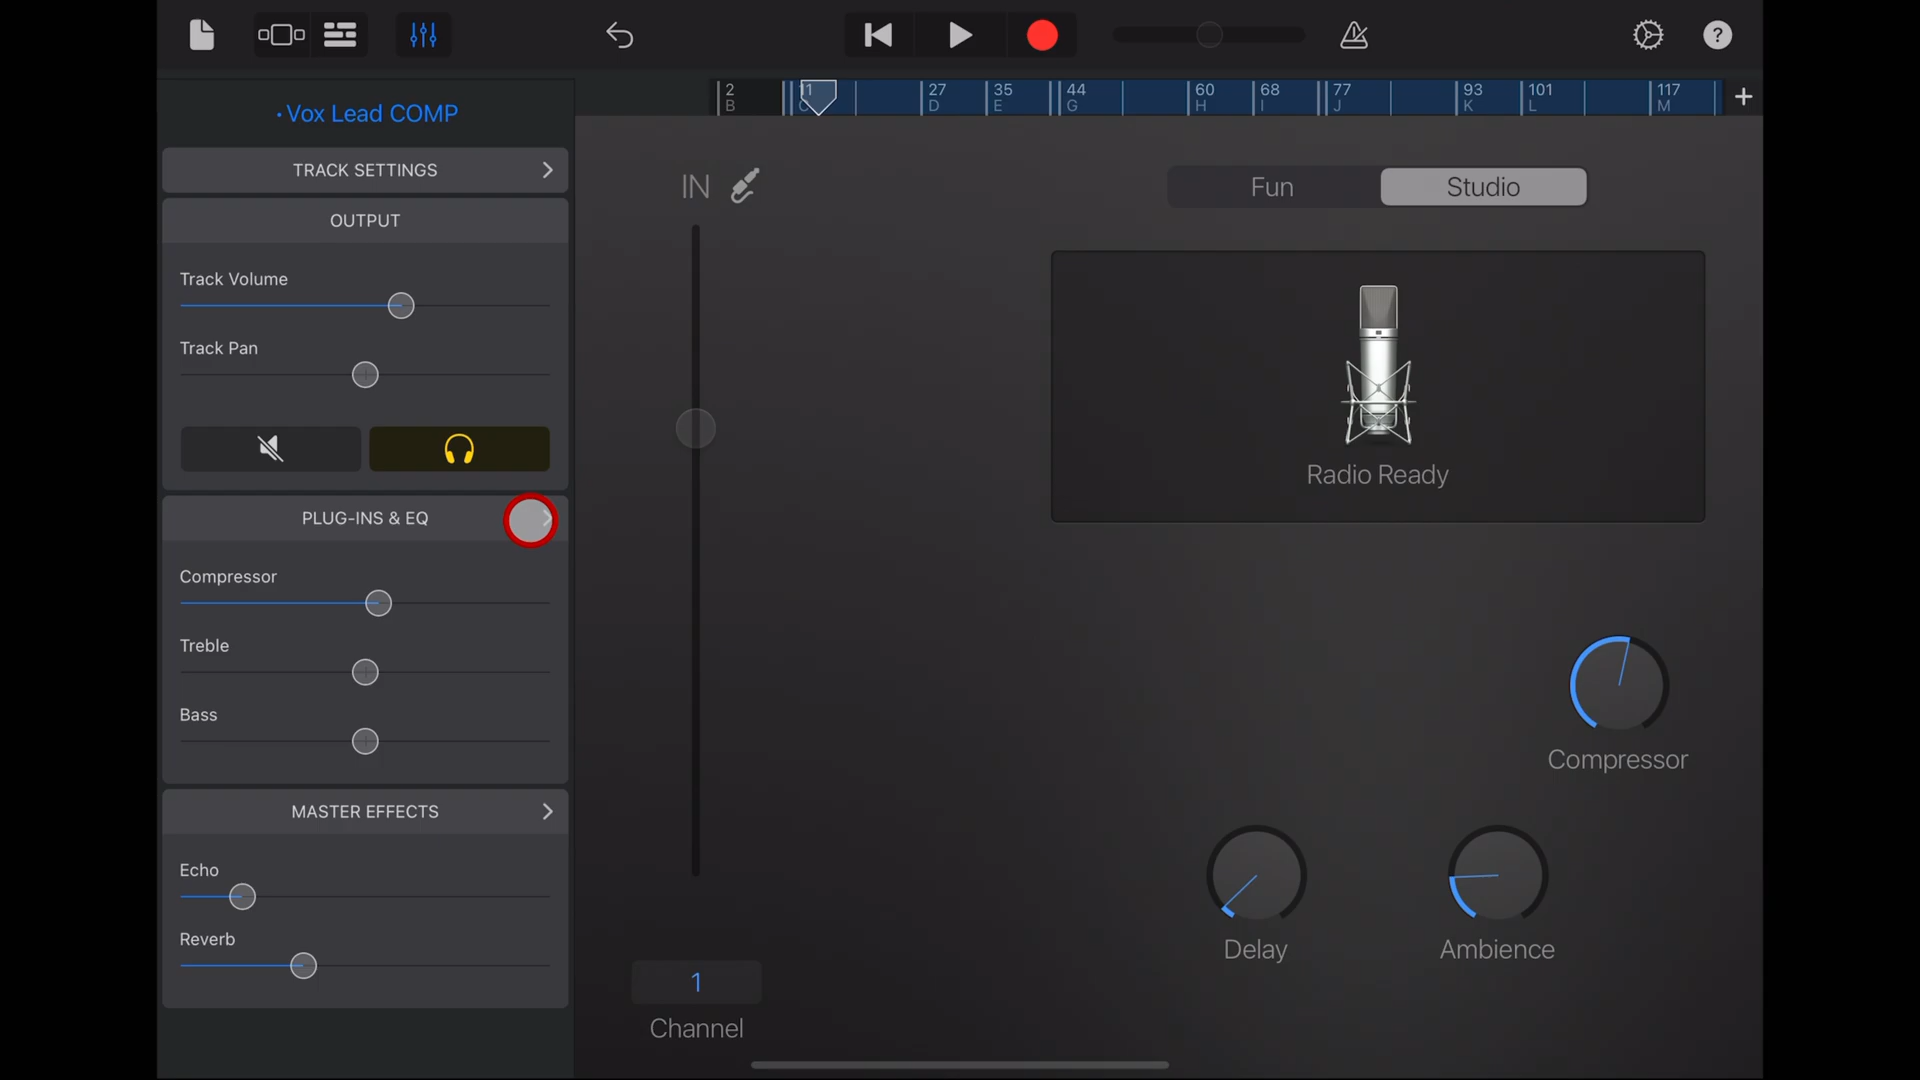 ?
2 11 27 35 44 60 68 77 93 101 117
B C D E G H I J K L M
+
• Vox Lead COMP
TRACK SETTINGS
OUTPUT
Track Volume
Track Pan
PLUG-INS & EQ
Compressor
Treble
Bass
MASTER EFFECTS
Echo
Reverb
IN
Fun Studio
Radio Ready
Compressor
Delay Ambience
1
Channel